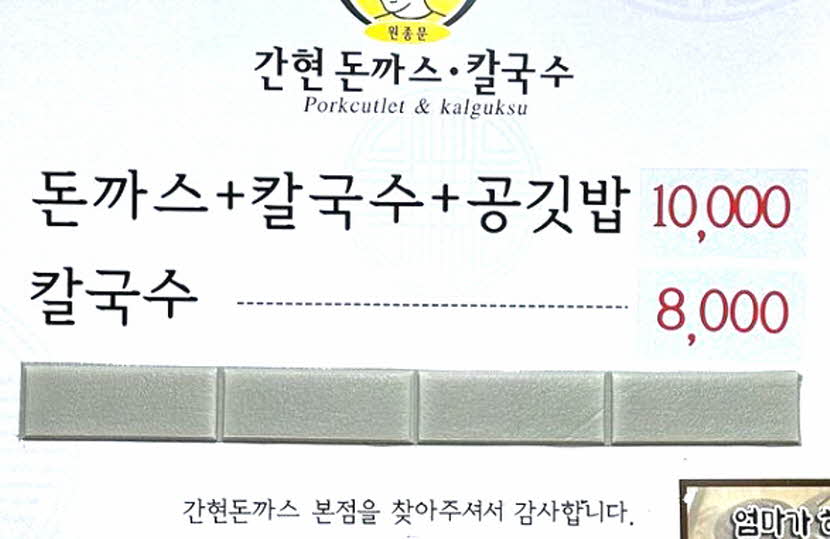 원종문
간현 돈까스·칼국수
Porkcutlet & kalguksu
돈까스+칼국수+공깃밥 10,000
칼국수 8,000
간현돈까스 본점을 찾아주셔서 감사합니다.
엄마가